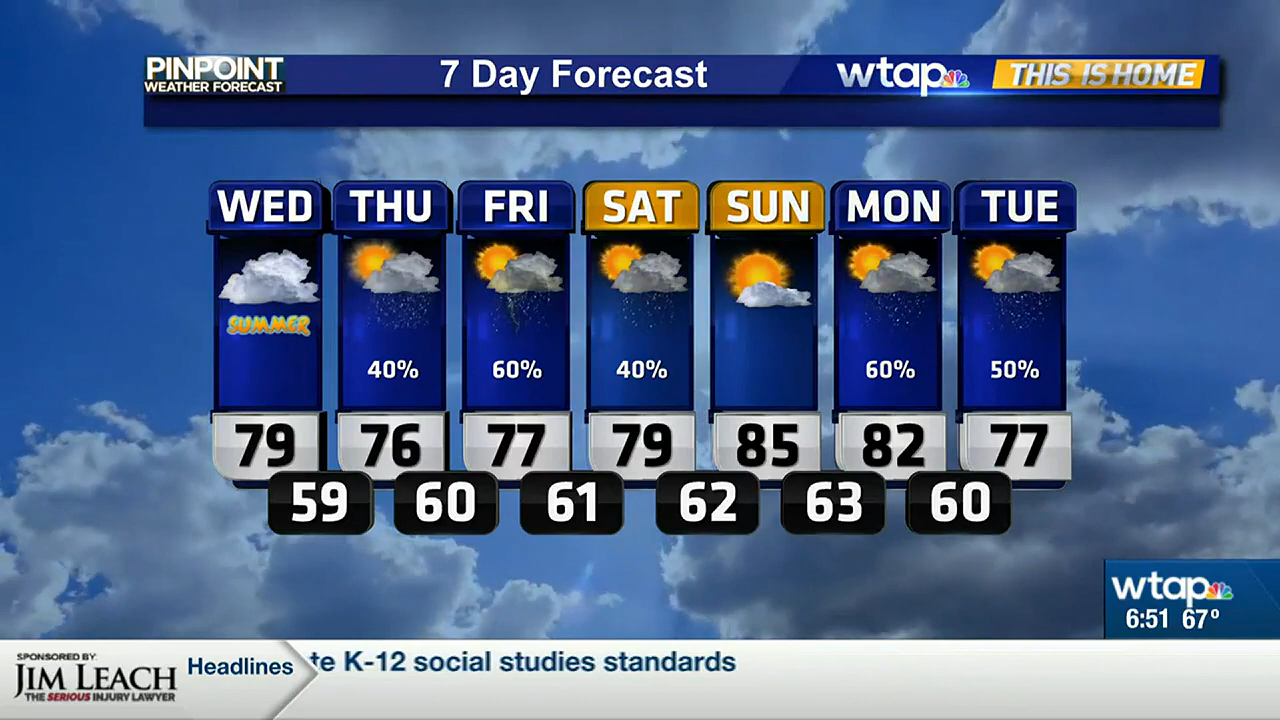 PINPOINT
WEATHER FORECAST
7 Day Forecast
wtap
THIS IS HOME
WED THU FRI SAT SUN MON TUE
SUMMER
40% 60% 40% 60% 50%
79 76 77 79 85 82 77
59 60 61 62 63 60
wtap
6:51 67°
SPONSORED BY:
JIM LEACH
THE SERIOUS INJURY LAWYER
Headlines
te K-12 social studies standards